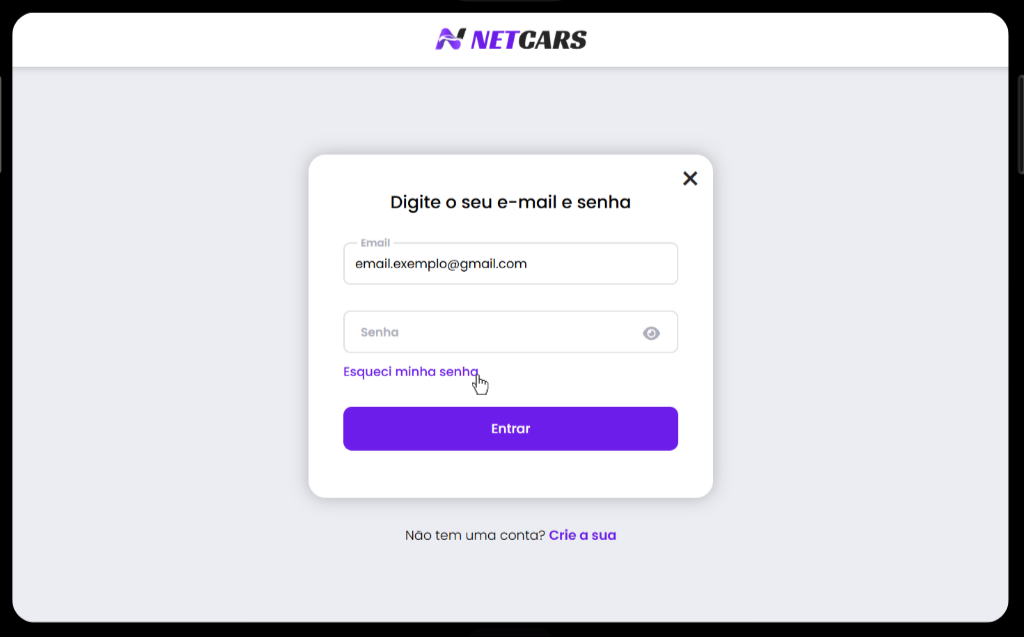 NETCARS
Digite o seu e-mail e senha
Email
email.exemplo@gmail.com
Senha
Esqueci minha senha
Entrar
Não tem uma conta? Crie a sua